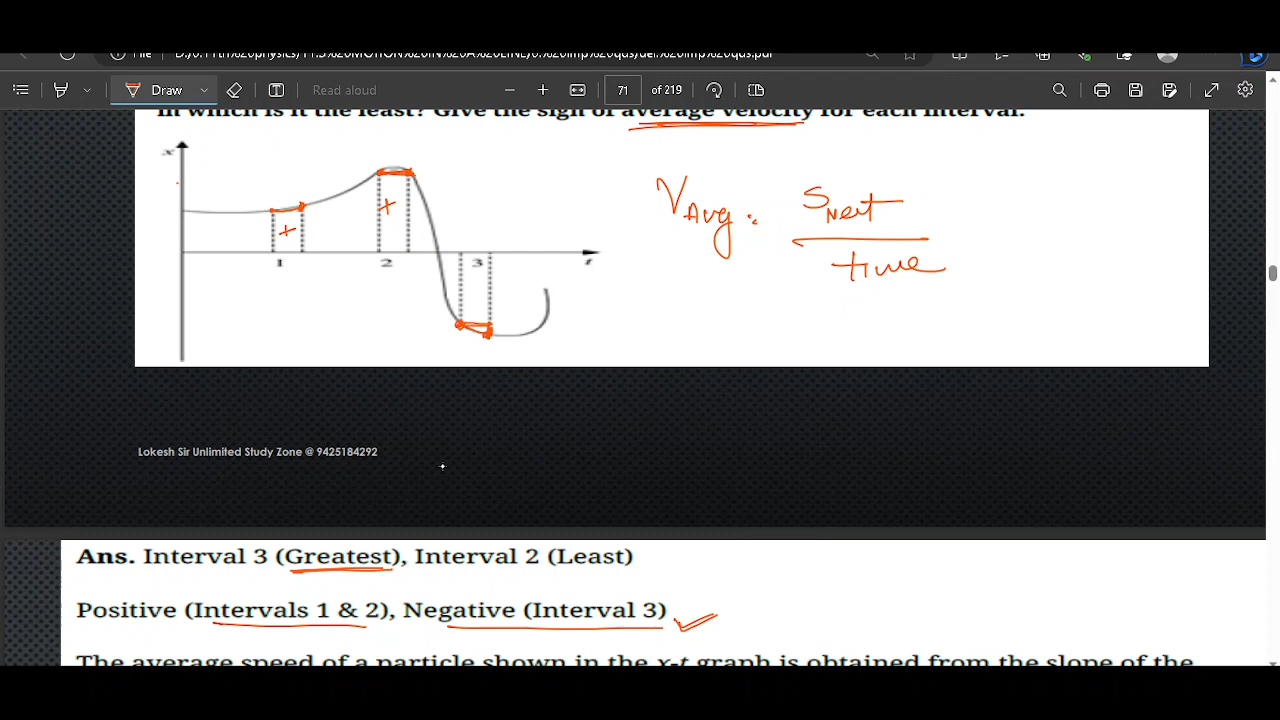 Draw
Read aloud
71 of 219
in which is it the least? Give the sign of average velocity for each interval.
x
+ +
1 2 3 t
VAvg. = SNet
time
Lokesh Sir Unlimited Study Zone @ 9425184292
Ans. Interval 3 (Greatest), Interval 2 (Least)
Positive (Intervals 1 & 2), Negative (Interval 3)
The average speed of a particle shown in the x-t graph is obtained from the slope of the